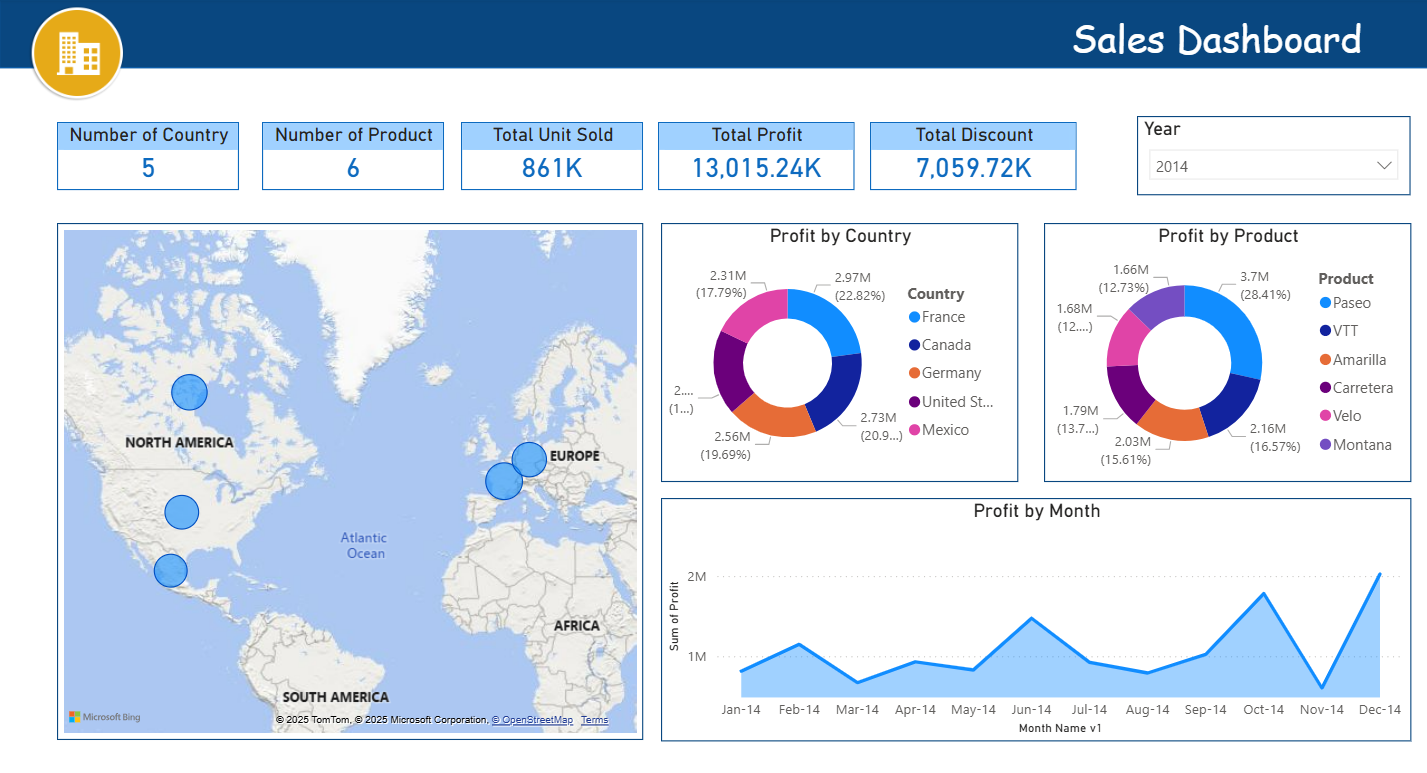 Sales Dashboard
Number of Country
5
Number of Product
6
Total Unit Sold
861K
Total Profit
13,015.24K
Total Discount
7,059.72K
Year
2014
NORTH AMERICA
EUROPE
Atlantic
Ocean
AFRICA
SOUTH AMERICA
Microsoft Bing
© 2025 TomTom, © 2025 Microsoft Corporation, © OpenStreetMap Terms
Profit by Country
2.31M
(17.79%)
2.97M
(22.82%)
2....
(1...)
2.56M
(19.69%)
2.73M
(20.9...)
Country
France
Canada
Germany
United St...
Mexico
Profit by Product
1.66M
(12.73%)
3.7M
(28.41%)
1.68M
(12....)
1.79M
(13.7...)
2.03M
(15.61%)
2.16M
(16.57%)
Product
Paseo
VTT
Amarilla
Carretera
Velo
Montana
Profit by Month
Sum of Profit
2M
1M
Jan-14 Feb-14 Mar-14 Apr-14 May-14 Jun-14 Jul-14 Aug-14 Sep-14 Oct-14 Nov-14 Dec-14
Month Name v1